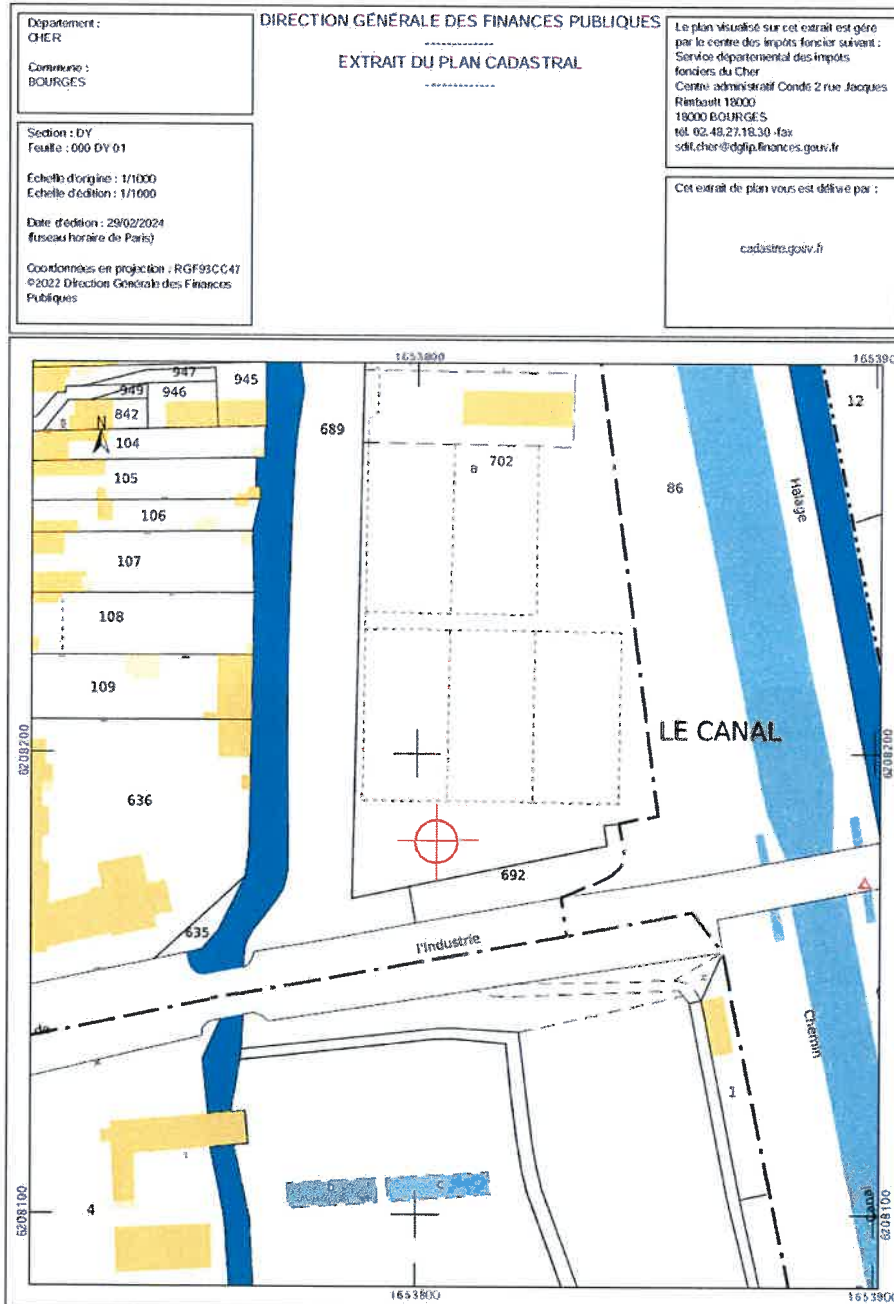 Département :
CHER
Commune :
BOURGES
Section : DY
Feuille : 000 DY 01
Échelle d'origine : 1/1000
Échelle d'édition : 1/1000
Date d'édition : 29/02/2024
(fuseau horaire de Paris)
Coordonnées en projection : RGF93CC47
©2022 Direction Générale des Finances
Publiques
DIRECTION GÉNÉRALE DES FINANCES PUBLIQUES
EXTRAIT DU PLAN CADASTRAL
Le plan visualisé sur cet extrait est géré
par le centre des impôts foncier suivant :
Service départemental des impôts
fonciers du Cher
Centre administratif Condé 2 rue Jacques
Rimbault 18000
18000 BOURGES
tél. 02.48.27.18.30 -fax
sdif.cher@dgfip.finances.gouv.fr
Cet extrait de plan vous est délivré par :
cadastre.gouv.fr
1653800
1653900
947
945
949
946
842
N
104
689
12
105
a
702
86
Halage
106
107
108
109
LE CANAL
6208200
6208200
636
692
635
l'Industrie
de
Chemin
1
b
c
4
Canal
6208100
6208100
1653800
1653900